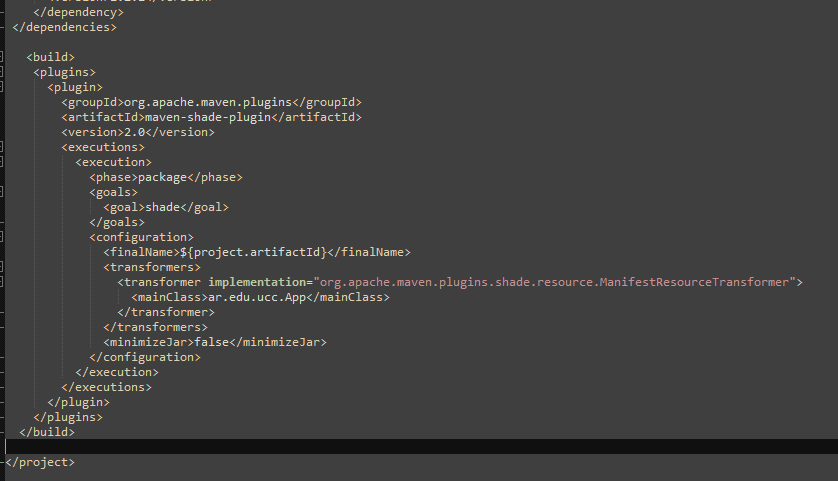 </dependency>
</dependencies>
<build>
<plugins>
<plugin>
<groupId>org.apache.maven.plugins</groupId>
<artifactId>maven-shade-plugin</artifactId>
<version>2.0</version>
<executions>
<execution>
<phase>package</phase>
<goals>
<goal>shade</goal>
</goals>
<configuration>
<finalName>${project.artifactId}</finalName>
<transformers>
<transformer implementation="org.apache.maven.plugins.shade.resource.ManifestResourceTransformer">
<mainClass>ar.edu.ucc.App</mainClass>
</transformer>
</transformers>
<minimizeJar>false</minimizeJar>
</configuration>
</execution>
</executions>
</plugin>
</plugins>
</build>
</project>